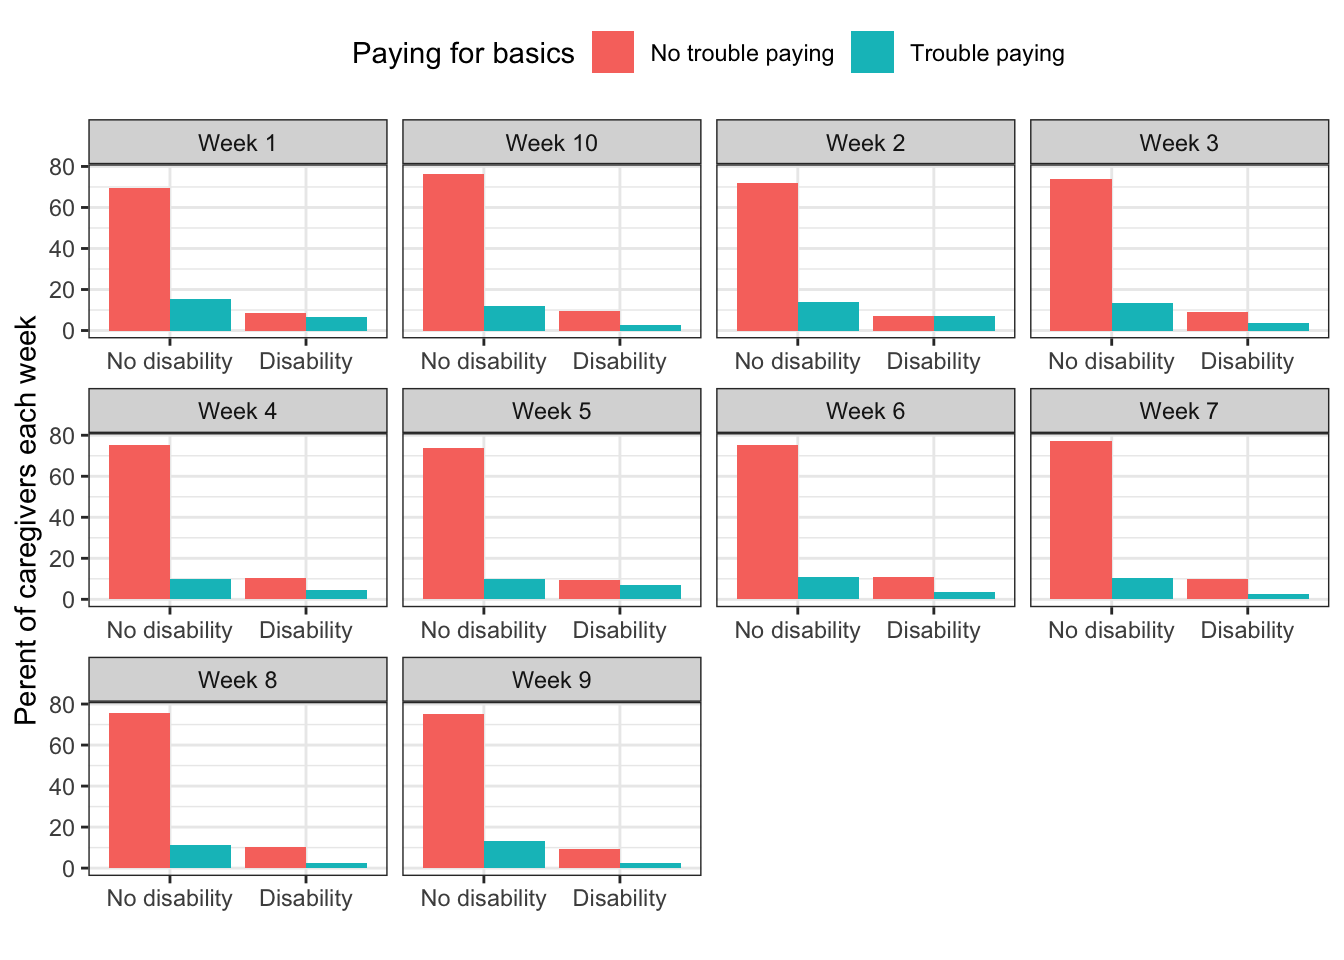 Paying for basics No trouble paying Trouble paying
Week 1 Week 10 Week 2 Week 3
80
60
40
20
0
No disability Disability No disability Disability No disability Disability No disability Disability
Perent of caregivers each week
Week 4 Week 5 Week 6 Week 7
80
60
40
20
0
No disability Disability No disability Disability No disability Disability No disability Disability
Week 8 Week 9
80
60
40
20
0
No disability Disability No disability Disability